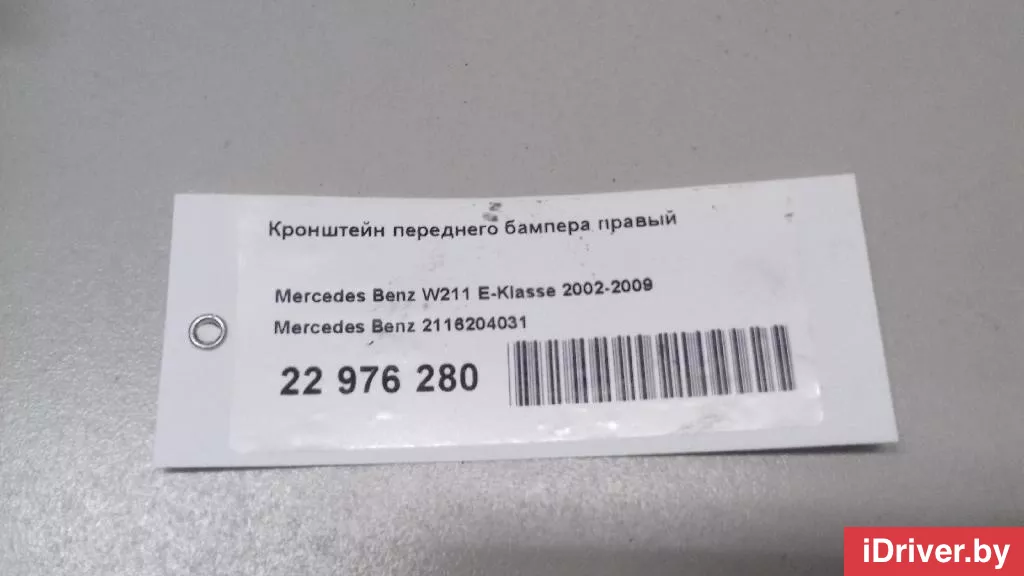 Кронштейн переднего бампера правый
Mercedes Benz W211 E-Klasse 2002-2009
Mercedes Benz 2116204031
22 976 280
iDriver.by